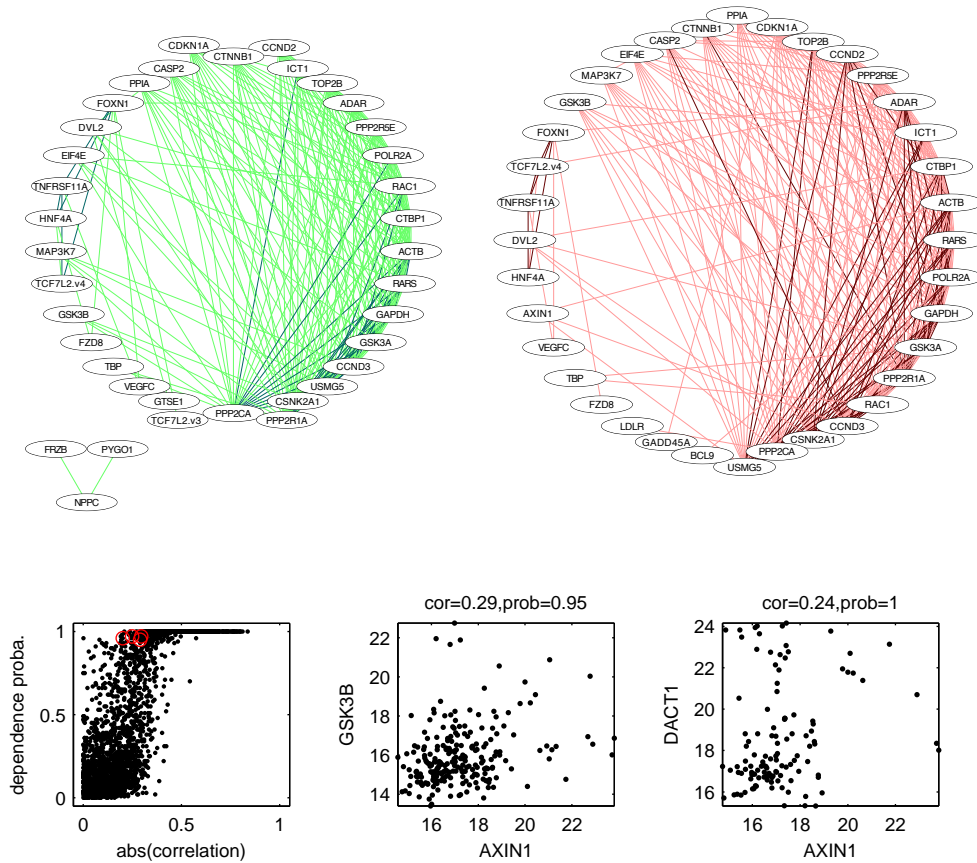 CDKN1A
CCND2
CTNNB1
CASP2
ICT1
PPIA
TOP2B
FOXN1
ADAR
DVL2
PPP2R5E
EIF4E
POLR2A
TNFRSF11A
RAC1
HNF4A
CTBP1
MAP3K7
ACTB
TCF7L2.v4
RARS
GSK3B
GAPDH
FZD8
GSK3A
TBP
CCND3
VEGFC
USMG5
GTSE1
CSNK2A1
TCF7L2.v3
PPP2CA
PPP2R1A
FRZB
PYGO1
NPPC
PPIA
CTNNB1
CDKN1A
CASP2
TOP2B
EIF4E
CCND2
MAP3K7
PPP2R5E
GSK3B
ADAR
FOXN1
ICT1
TCF7L2.v4
CTBP1
TNFRSF11A
ACTB
DVL2
RARS
HNF4A
POLR2A
AXIN1
GAPDH
VEGFC
GSK3A
TBP
PPP2R1A
FZD8
RAC1
LDLR
CCND3
GADD45A
CSNK2A1
BCL9
PPP2CA
USMG5
dependence proba.
1
0.5
0
0 0.5 1
abs(correlation)
cor=0.29,prob=0.95
GSK3B
22
20
18
16
14
16 18 20 22
AXIN1
cor=0.24,prob=1
DACT1
24
22
20
18
16
16 18 20 22
AXIN1